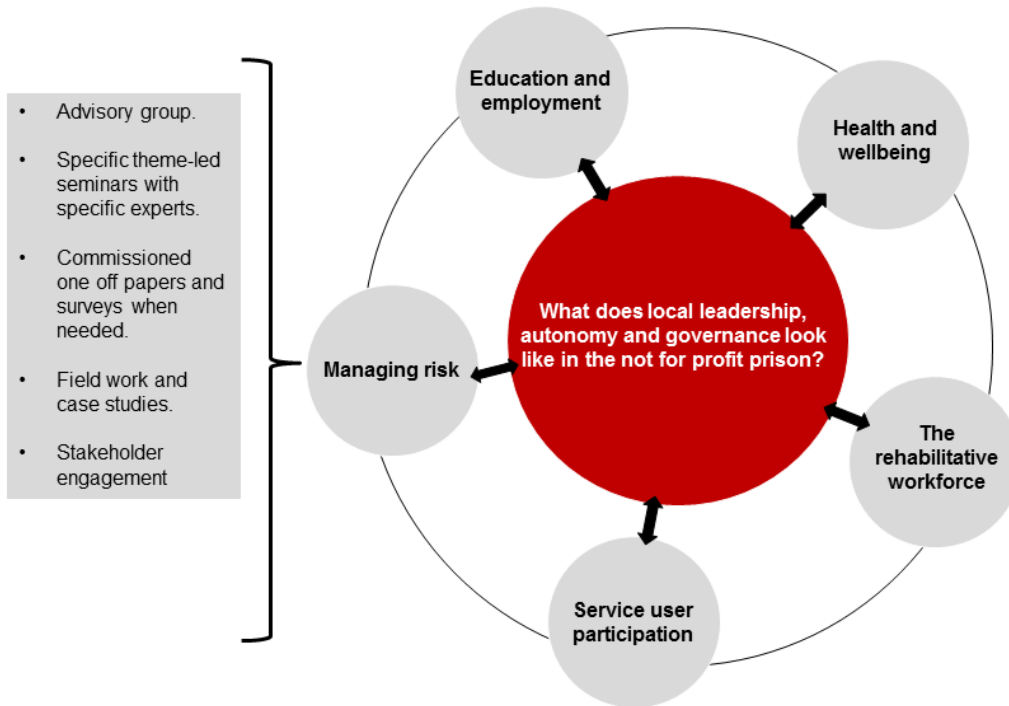 • Advisory group.
• Specific theme-led
seminars with
specific experts.
• Commissioned
one off papers and
surveys when
needed.
• Field work and
case studies.
• Stakeholder
engagement
Education and
employment
Health and
wellbeing
What does local leadership,
autonomy and governance look
like in the not for profit prison?
Managing risk
The
rehabilitative
workforce
Service user
participation